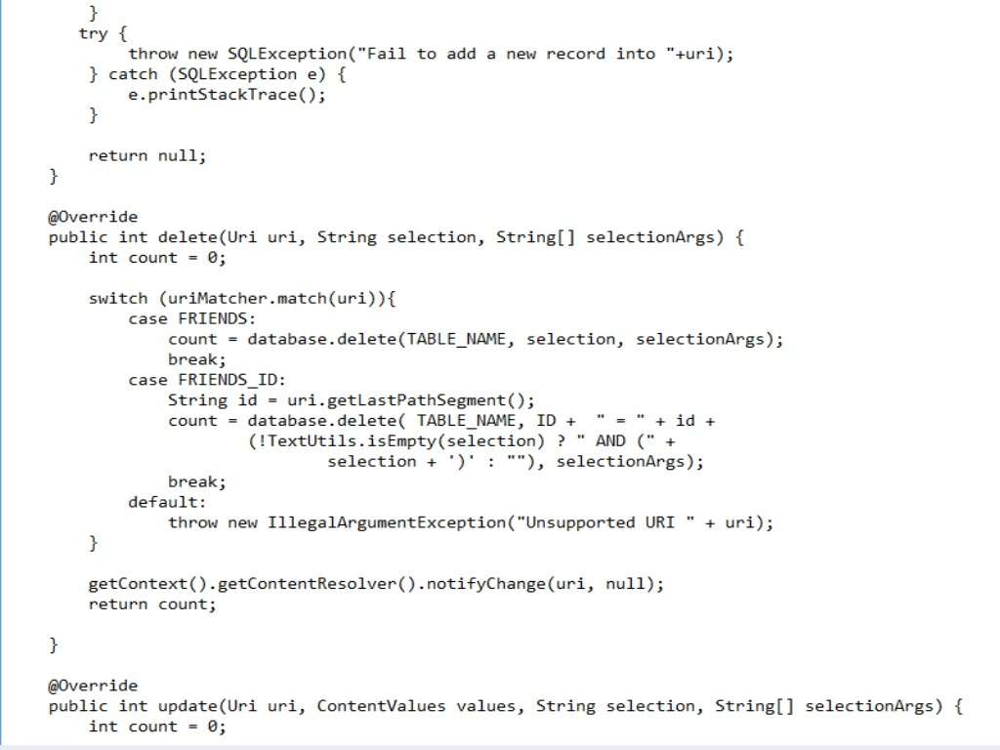 }
try {
throw new SQLException("Fail to add a new record into "+uri);
} catch (SQLException e) {
e.printStackTrace();
}
return null;
}
@Override
public int delete(Uri uri, String selection, String[] selectionArgs) {
int count = 0;
switch (uriMatcher.match(uri)){
case FRIENDS:
count = database.delete(TABLE_NAME, selection, selectionArgs);
break;
case FRIENDS_ID:
String id = uri.getLastPathSegment();
count = database.delete( TABLE_NAME, ID +  " = " + id +
(!TextUtils.isEmpty(selection) ? " AND (" +
selection + ')' : ""), selectionArgs);
break;
default:
throw new IllegalArgumentException("Unsupported URI " + uri);
}
getContext().getContentResolver().notifyChange(uri, null);
return count;
}
@Override
public int update(Uri uri, ContentValues values, String selection, String[] selectionArgs) {
int count = 0;